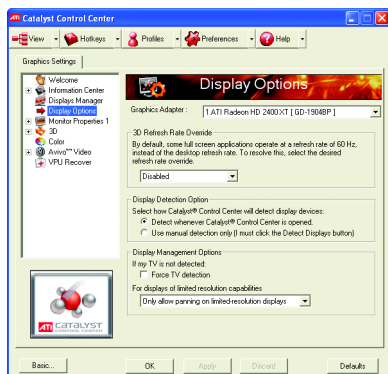 ATI Catalyst Control Center
View
Hotkeys
Profiles
Preferences
Help
Graphics Settings
Welcome
Information Center
Displays Manager
Display Options
Monitor Properties 1
3D
Color
Avivo™ Video
VPU Recover
Display Options
Graphics Adapter :
1.ATI Radeon HD 2400 XT [ GD-1904BP ]
3D Refresh Rate Override
By default, some full screen applications operate at a refresh rate of 60 Hz,
instead of the desktop refresh rate. To resolve this, select the desired
refresh rate override.
Disabled
Display Detection Option
Select how Catalyst® Control Center will detect display devices:
Detect whenever Catalyst® Control Center is opened.
Use manual detection only (I must click the Detect Displays button)
Display Management Options
If my TV is not detected:
Force TV detection
For displays of limited resolution capabilities
Only allow panning on limited-resolution displays
ATI CATALYST
CONTROL CENTER
Basic...
OK
Apply
Discard
Defaults